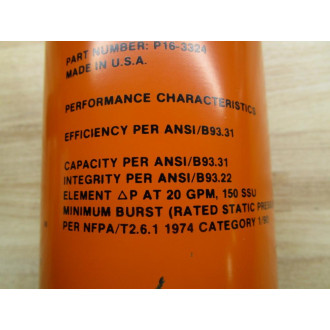 PART NUMBER: P16-3324
MADE IN U.S.A.
PERFORMANCE CHARACTERISTICS
EFFICIENCY PER ANSI/B93.31
CAPACITY PER ANSI/B93.31
INTEGRITY PER ANSI/B93.22
ELEMENT △P AT 20 GPM, 150 SSU
MINIMUM BURST (RATED STATIC
PER NFPA/T2.6.1 1974 CATEGORY